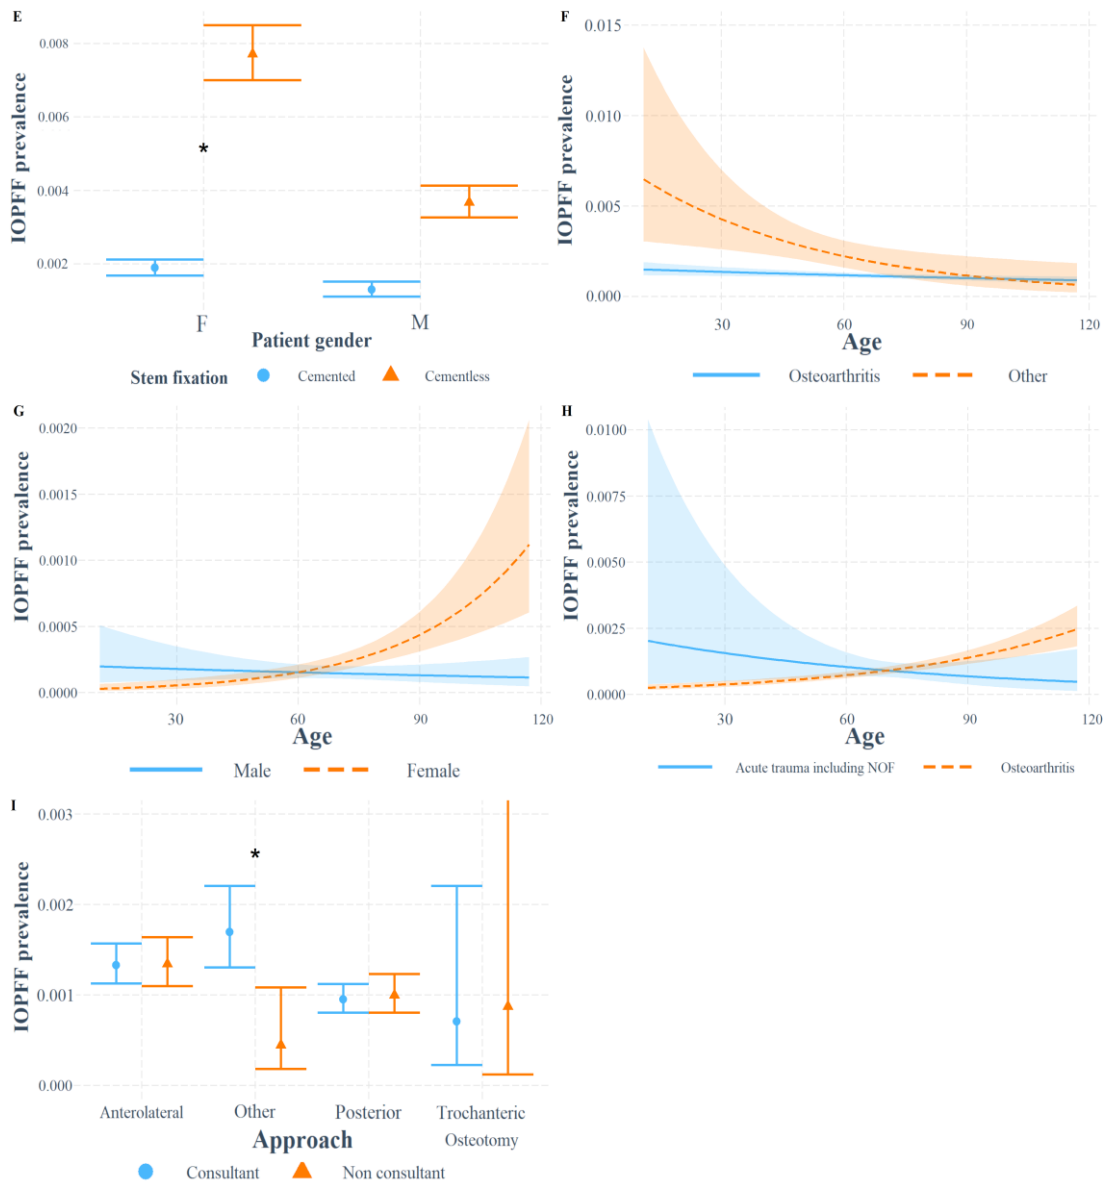 E
IOPFF prevalence
0.008
0.006
0.004
0.002
*
F
M
Patient gender
Stem fixation Cemented Cementless
F
IOPFF prevalence
0.015
0.010
0.005
0.000
30 60 90 120
Age
Osteoarthritis Other
G
IOPFF prevalence
0.0020
0.0015
0.0010
0.0005
0.0000
30 60 90 120
Age
Male Female
H
IOPFF prevalence
0.0100
0.0075
0.0050
0.0025
0.0000
30 60 90 120
Age
Acute trauma including NOF Osteoarthritis
I
IOPFF prevalence
0.003
0.002
0.001
0.000
*
Anterolateral Other Posterior Trochanteric
Osteotomy
Approach
Consultant Non consultant